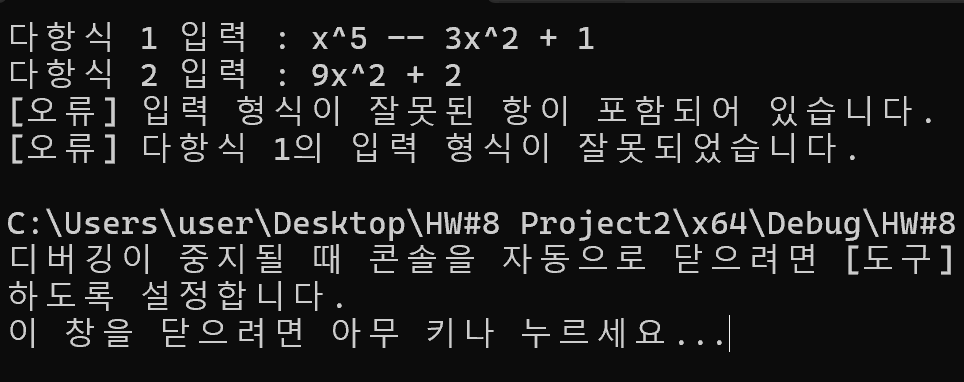 다항식 1 입력 : x^5 -- 3x^2 + 1
다항식 2 입력 : 9x^2 + 2
[오류] 입력 형식이 잘못된 항이 포함되어 있습니다.
[오류] 다항식 1의 입력 형식이 잘못되었습니다.
C:\Users\user\Desktop\HW#8 Project2\x64\Debug\HW#8
디버깅이 중지될 때 콘솔을 자동으로 닫으려면 [도구]
하도록 설정합니다.
이 창을 닫으려면 아무 키나 누르세요...